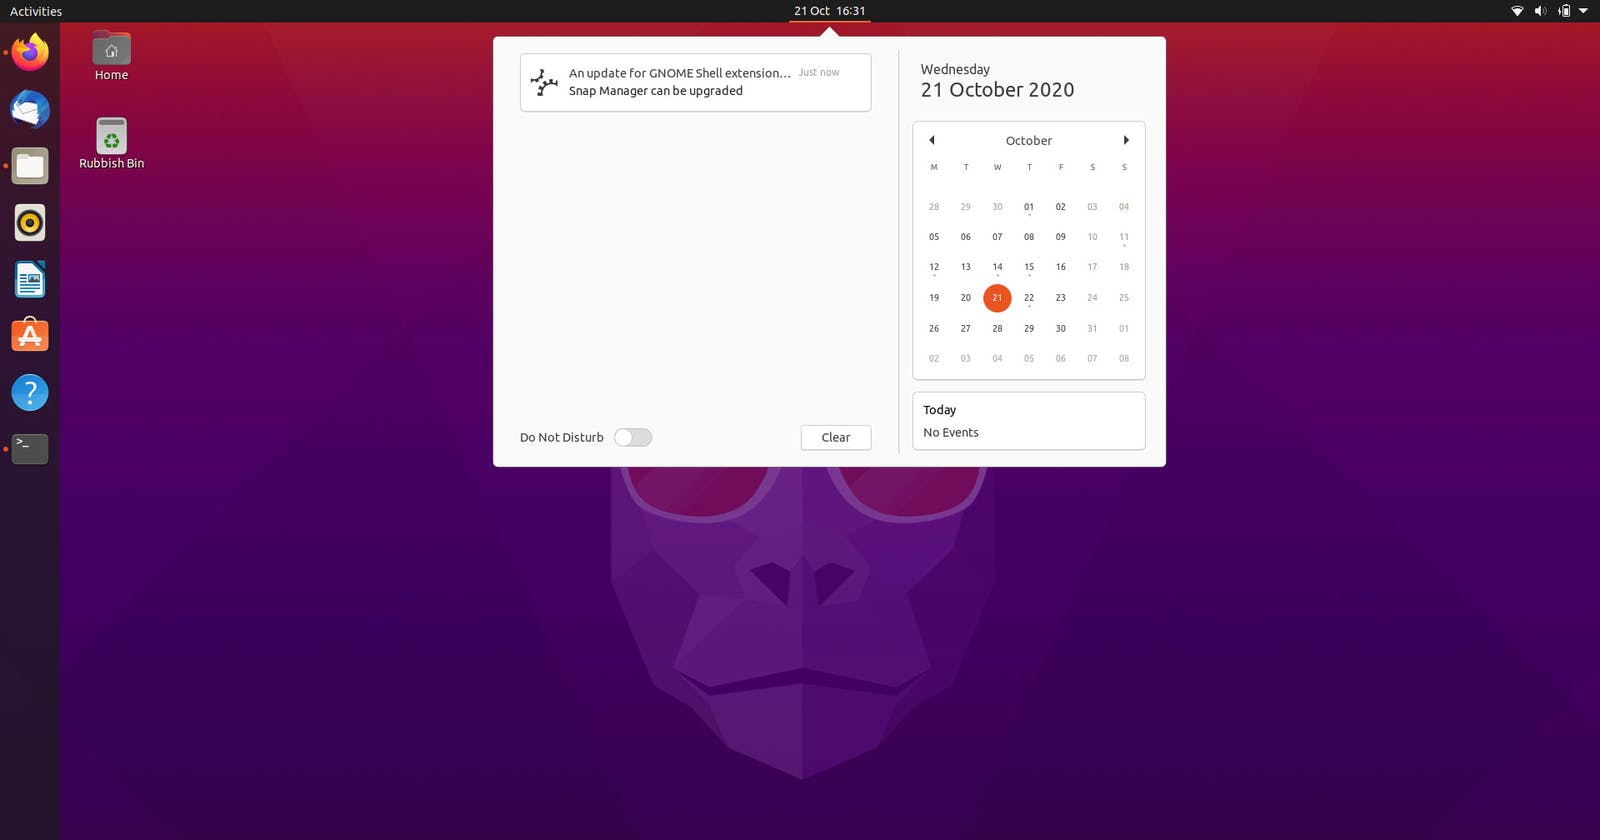 Activities
21 Oct 16:31
Home
Rubbish Bin
An update for GNOME Shell extension... Just now
Snap Manager can be upgraded
Do Not Disturb
Clear
Wednesday
21 October 2020
October
M T W T F S S
28 29 30 01 02 03 04
05 06 07 08 09 10 11
12 13 14 15 16 17 18
19 20 21 22 23 24 25
26 27 28 29 30 31 01
02 03 04 05 06 07 08
Today
No Events
?
>_